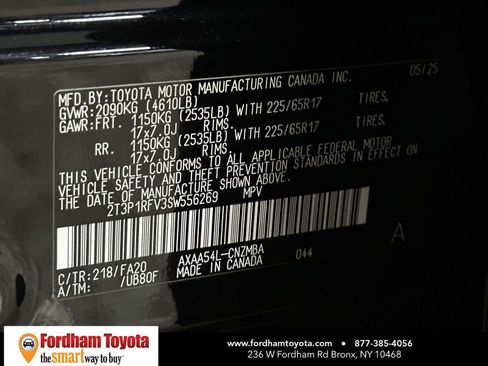 MFD.BY:TOYOTA MOTOR MANUFACTURING CANADA INC. 05/25
GVWR:2090KG (4610LB)
GAWR:FRT. 1150KG (2535LB) WITH 225/65R17 TIRES,
17x7.0J RIMS,
RR. 1150KG (2535LB) WITH 225/65R17 TIRES,
17x7.0J RIMS,
THIS VEHICLE CONFORMS TO ALL APPLICABLE FEDERAL MOTOR
VEHICLE SAFETY AND THEFT PREVENTION STANDARDS IN EFFECT ON
THE DATE OF MANUFACTURE SHOWN ABOVE.
2T3P1RFV3SW556269 MPV
C/TR:218/FA20 AXAA54L-CNZMBA 044 A
A/TM: /UB80F MADE IN CANADA
Fordham Toyota
the smart way to buy™
www.fordhamtoyota.com • 877-385-4056
236 W Fordham Rd Bronx, NY 10468